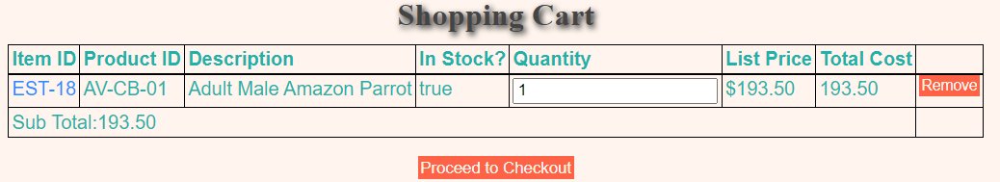 Shopping Cart
Item ID Product ID Description In Stock? Quantity List Price Total Cost
EST-18 AV-CB-01 Adult Male Amazon Parrot true 1 $193.50 193.50 Remove
Sub Total:193.50
Proceed to Checkout